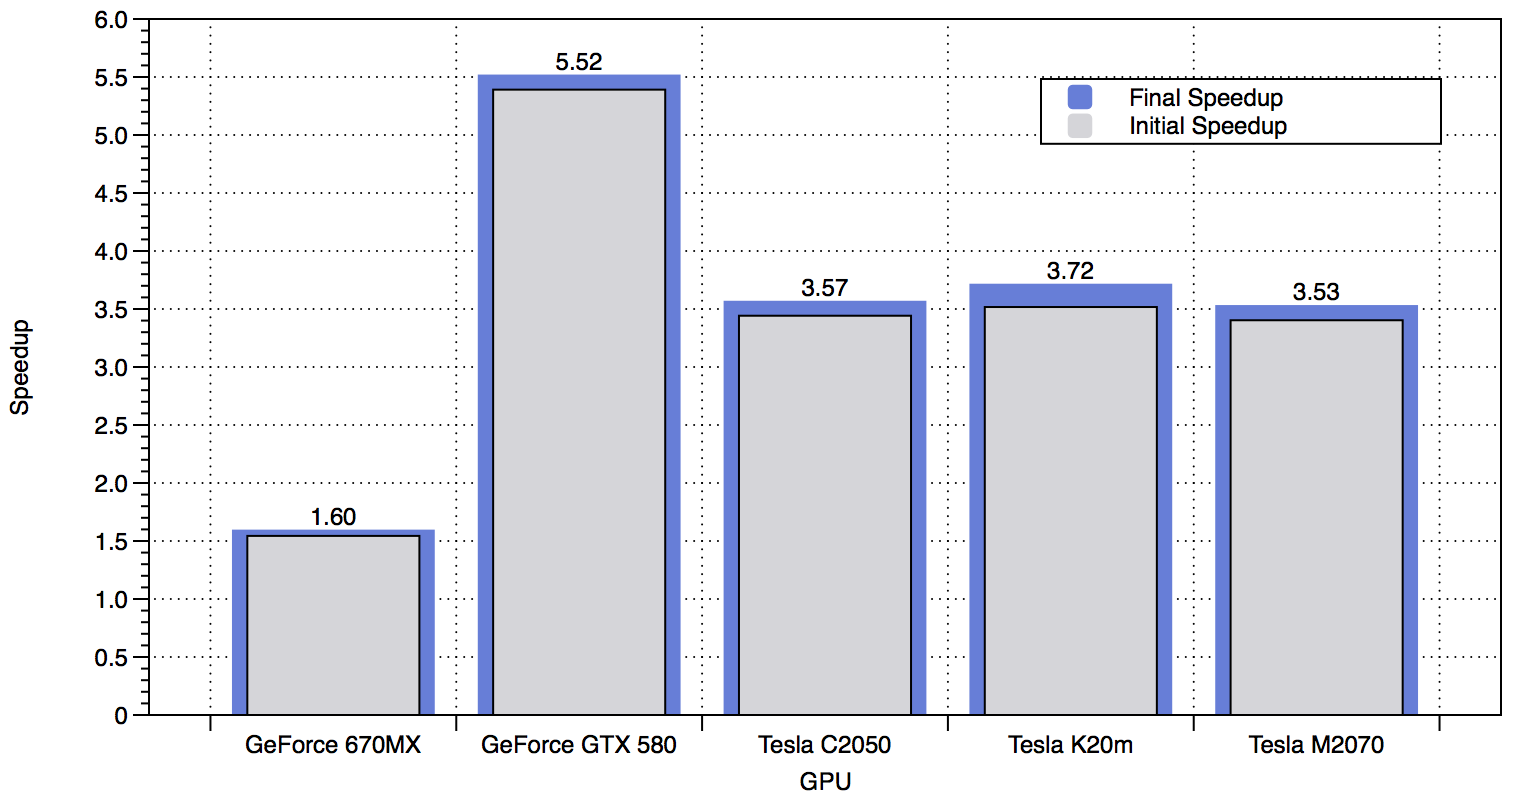 6.0
5.5
5.0
4.5
4.0
3.5
3.0
2.5
2.0
1.5
1.0
0.5
0
Speedup
1.60
5.52
3.57
3.72
3.53
Final Speedup
Initial Speedup
GeForce 670MX
GeForce GTX 580
Tesla C2050
Tesla K20m
Tesla M2070
GPU